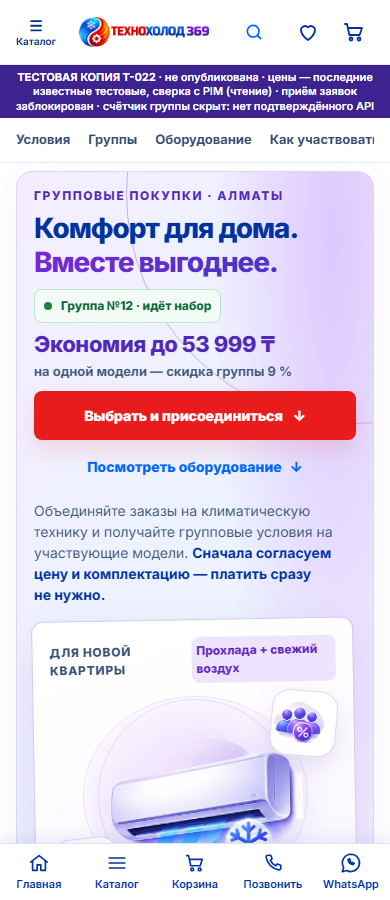 Каталог
ТЕХНОХОЛОД 369
ТЕСТОВАЯ КОПИЯ Т-022 · не опубликована · цены — последние
известные тестовые, сверка с PIM (чтение) · приём заявок
заблокирован · счётчик группы скрыт: нет подтверждённого API
Условия Группы Оборудование Как участвовать
ГРУППОВЫЕ ПОКУПКИ · АЛМАТЫ
Комфорт для дома.
Вместе выгоднее.
Группа №12 · идёт набор
Экономия до 53 999 ₸
на одной модели — скидка группы 9 %
Выбрать и присоединиться ↓
Посмотреть оборудование ↓
Объединяйте заказы на климатическую
технику и получайте групповые условия на
участвующие модели. Сначала согласуем
цену и комплектацию — платить сразу
не нужно.
ДЛЯ НОВОЙ
КВАРТИРЫ
Прохлада + свежий
воздух
%
Главная Каталог Корзина Позвонить WhatsApp